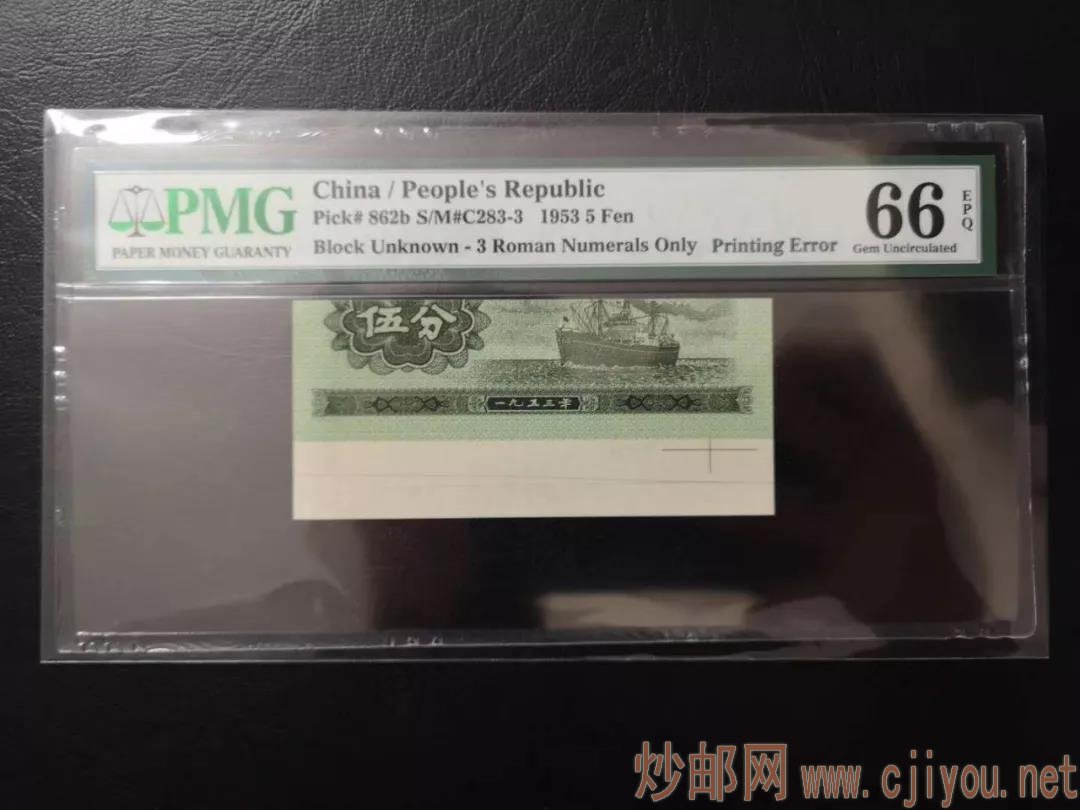 PMG
PAPER MONEY GUARANTY
China / People's Republic
Pick# 862b S/M#C283-3 1953 5 Fen
Block Unknown - 3 Roman Numerals Only Printing Error
66
EPQ
Gem Uncirculated
伍分
一九五三年
炒邮网 www.cjiyou.net